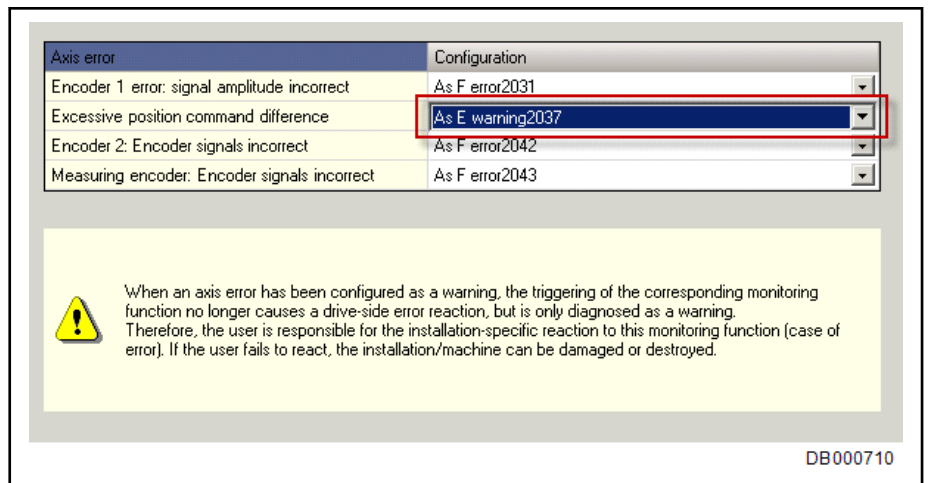 Axis error Configuration
Encoder 1 error: signal amplitude incorrect As F error2031
Excessive position command difference As E warning2037
Encoder 2: Encoder signals incorrect As F error2042
Measuring encoder: Encoder signals incorrect As F error2043
When an axis error has been configured as a warning, the triggering of the corresponding monitoring
function no longer causes a drive-side error reaction, but is only diagnosed as a warning.
Therefore, the user is responsible for the installation-specific reaction to this monitoring function (case of
error). If the user fails to react, the installation/machine can be damaged or destroyed.
DB000710